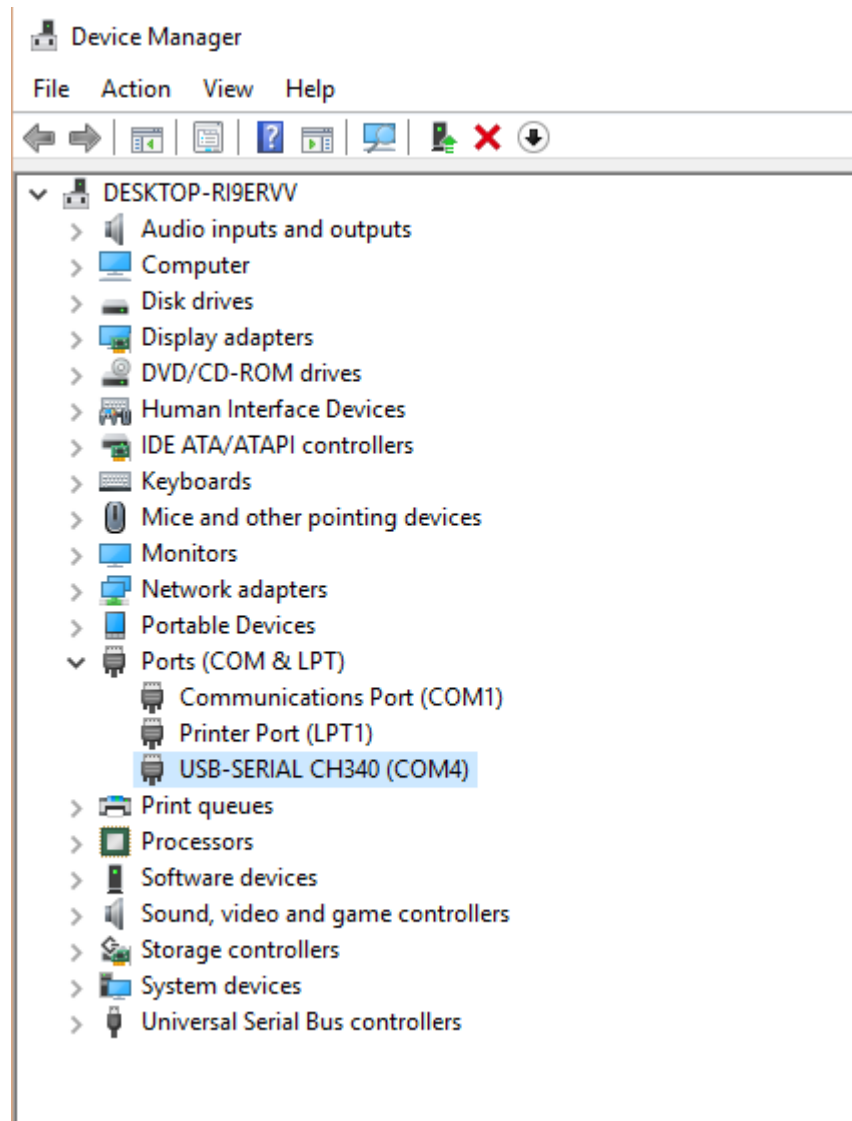 Device Manager
File Action View Help
DESKTOP-RI9ERVV
Audio inputs and outputs
Computer
Disk drives
Display adapters
DVD/CD-ROM drives
Human Interface Devices
IDE ATA/ATAPI controllers
Keyboards
Mice and other pointing devices
Monitors
Network adapters
Portable Devices
Ports (COM & LPT)
Communications Port (COM1)
Printer Port (LPT1)
USB-SERIAL CH340 (COM4)
Print queues
Processors
Software devices
Sound, video and game controllers
Storage controllers
System devices
Universal Serial Bus controllers